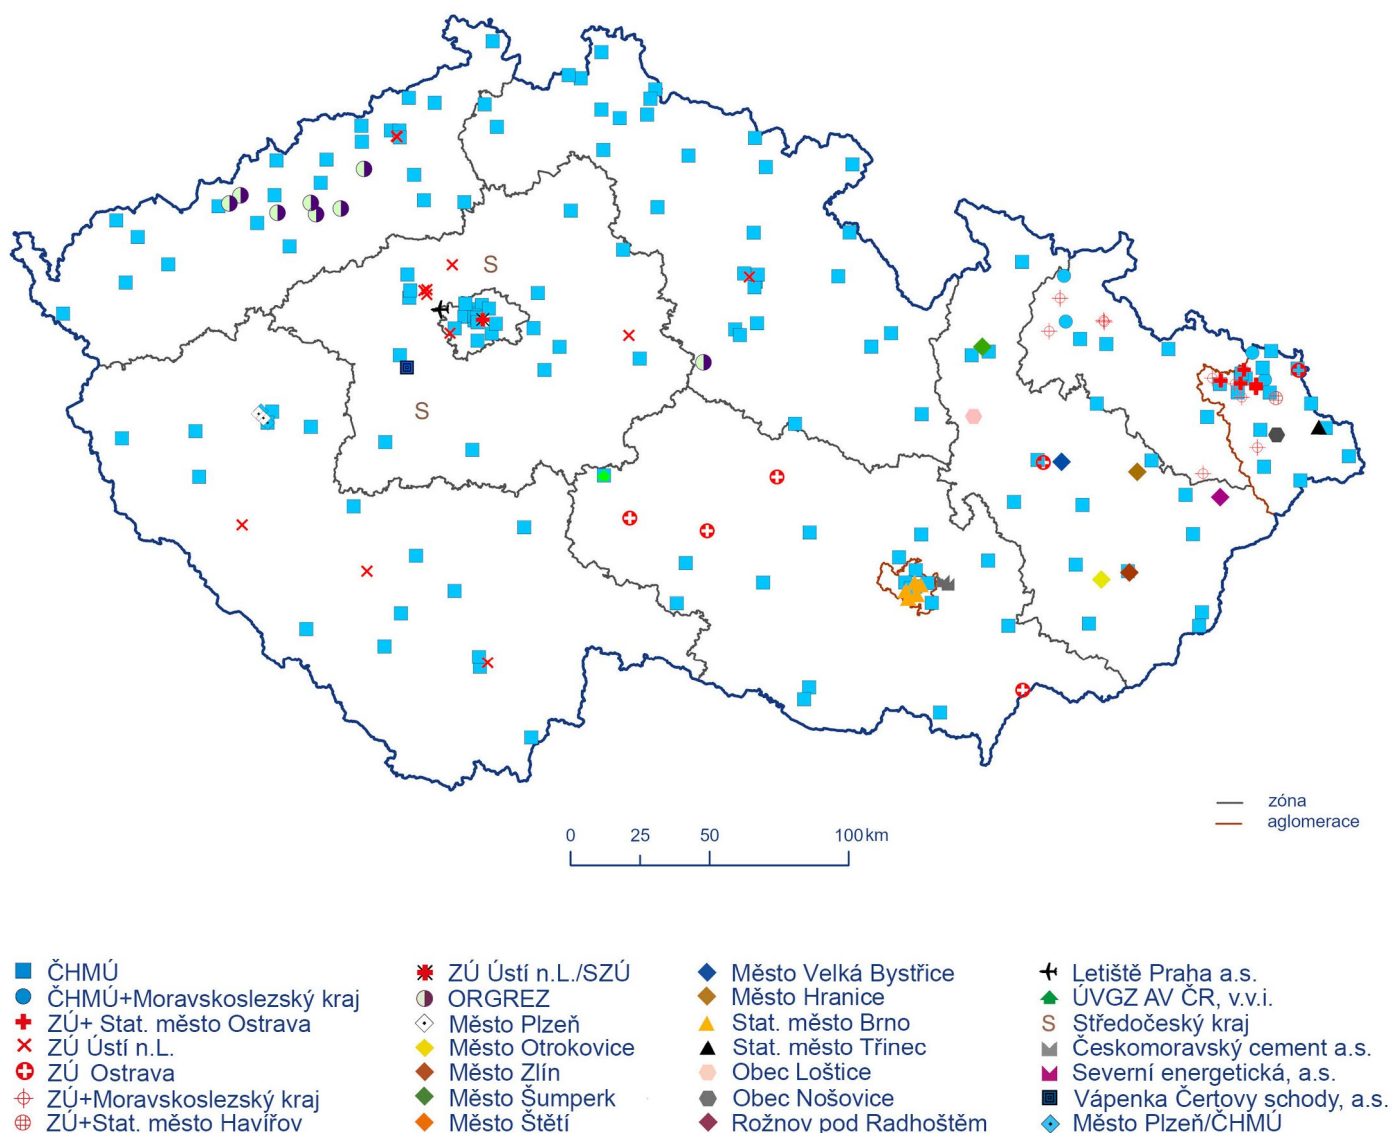 S
S
zóna
aglomerace
0 25 50 100 km
ČHMÚ
ČHMÚ+Moravskoslezský kraj
ZÚ+ Stat. město Ostrava
ZÚ Ústí n.L.
ZÚ Ostrava
ZÚ+Moravskoslezský kraj
ZÚ+Stat. město Havířov
ZÚ Ústí n.L./SZÚ
ORGREZ
Město Plzeň
Město Otrokovice
Město Zlín
Město Šumperk
Město Štětí
Město Velká Bystřice
Město Hranice
Stat. město Brno
Stat. město Třinec
Obec Loštice
Obec Nošovice
Rožnov pod Radhoštěm
Letiště Praha a.s.
ÚVGZ AV ČR, v.v.i.
S Středočeský kraj
Českomoravský cement a.s.
Severní energetická, a.s.
Vápenka Čertovy schody, a.s.
Město Plzeň/ČHMÚ